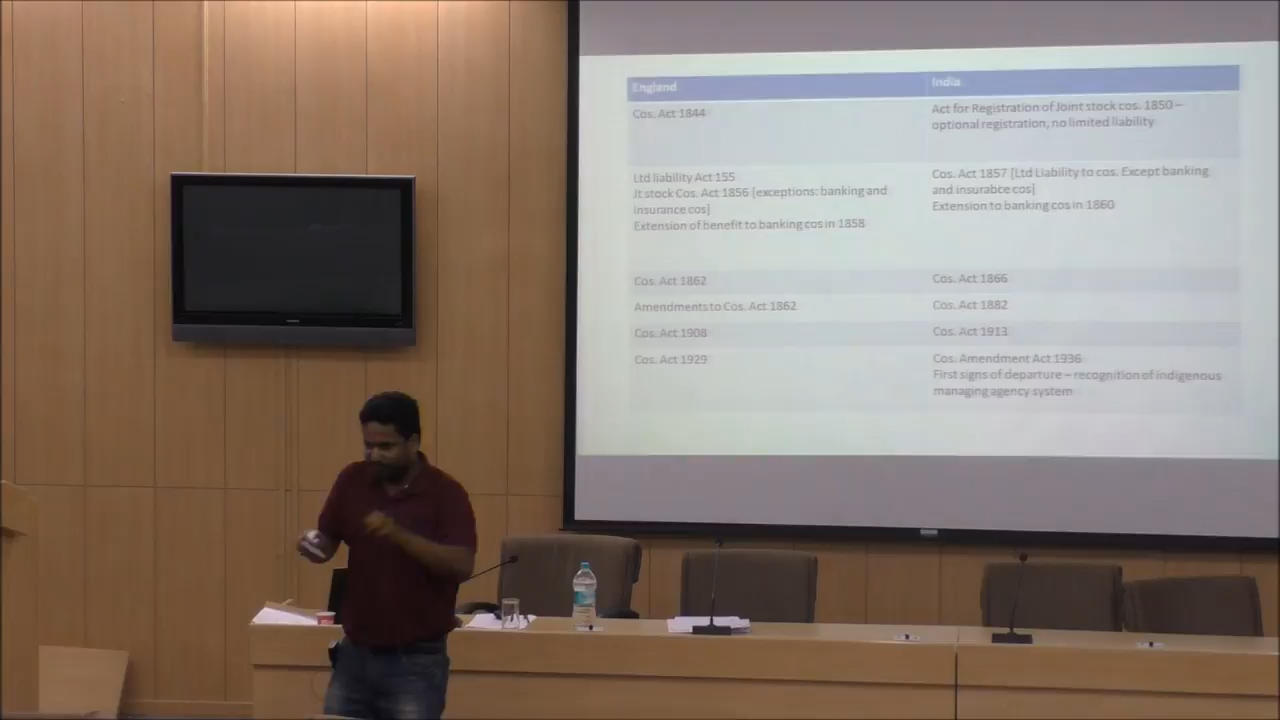 England
India
Cos. Act 1844
Act for Registration of Joint stock cos. 1850 –
optional registration, no limited liability
Ltd liability Act 155
Jt stock Cos. Act 1856 [exceptions: banking and
insurance cos]
Extension of benefit to banking cos in 1858
Cos. Act 1857 [Ltd Liability to cos. Except banking
and insurabce cos]
Extension to banking cos in 1860
Cos. Act 1862
Cos. Act 1866
Amendments to Cos. Act 1862
Cos. Act 1882
Cos. Act 1908
Cos. Act 1913
Cos. Act 1929
Cos. Amendment Act 1936
First signs of departure – recognition of indigenous
managing agency system